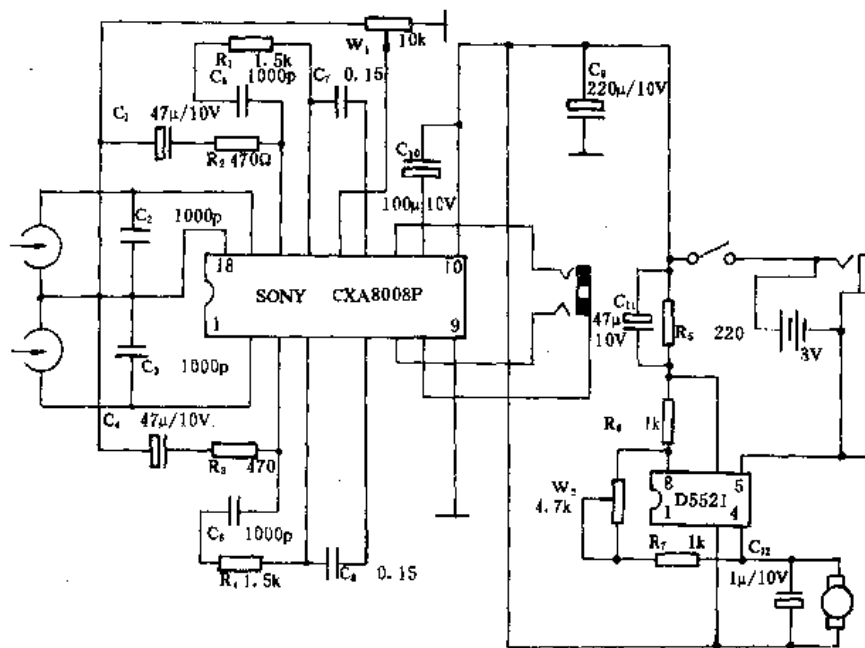 W₁ 10k
R₁ 1.5k
C₆ 1000p
C₇ 0.15
C₁ 47μ/10V
R₂ 470Ω
C₉ 220μ/10V
C₁₀ 100μ 10V
C₂ 1000p
18 10
SONY CXA8008P
1 9
C₁₁ 47μ 10V
R₅ 220
3V
C₃ 1000p
C₄ 47μ/10V
R₃ 470
R₆ 1k
W₂ 4.7k
8 5
D5521
1 4
C₅ 1000p
R₄ 1.5k
C₈ 0.15
R₇ 1k
C₁₂ 1μ/10V